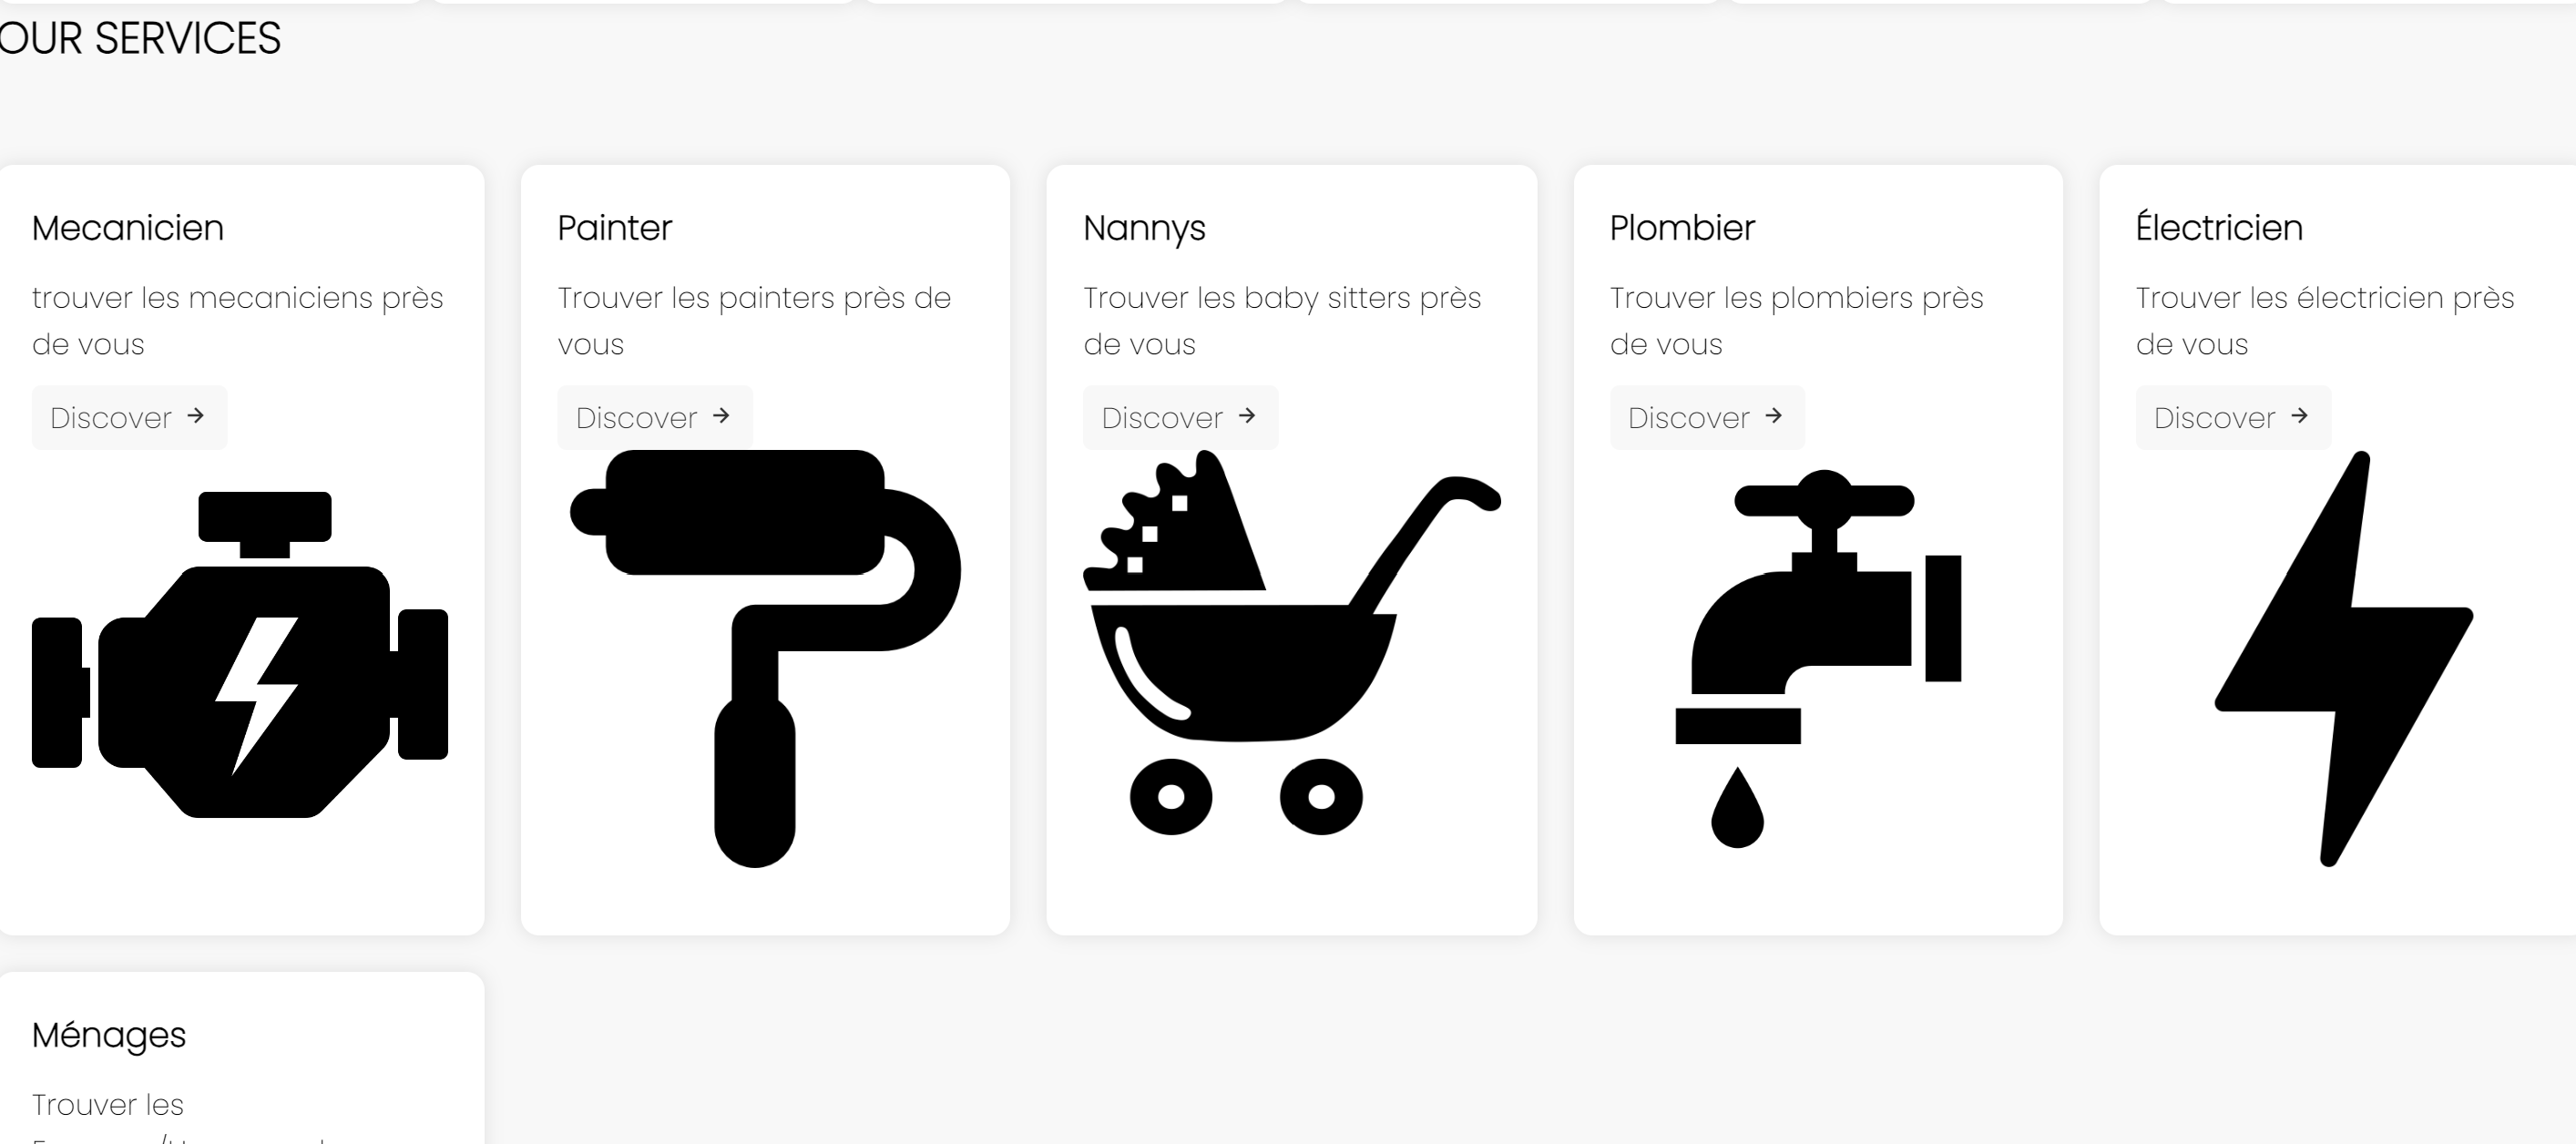 OUR SERVICES
Mecanicien
trouver les mecaniciens près
de vous
Discover →
Painter
Trouver les painters près de
vous
Discover →
Nannys
Trouver les baby sitters près
de vous
Discover →
Plombier
Trouver les plombiers près
de vous
Discover →
Électricien
Trouver les électricien près
de vous
Discover →
Ménages
Trouver les